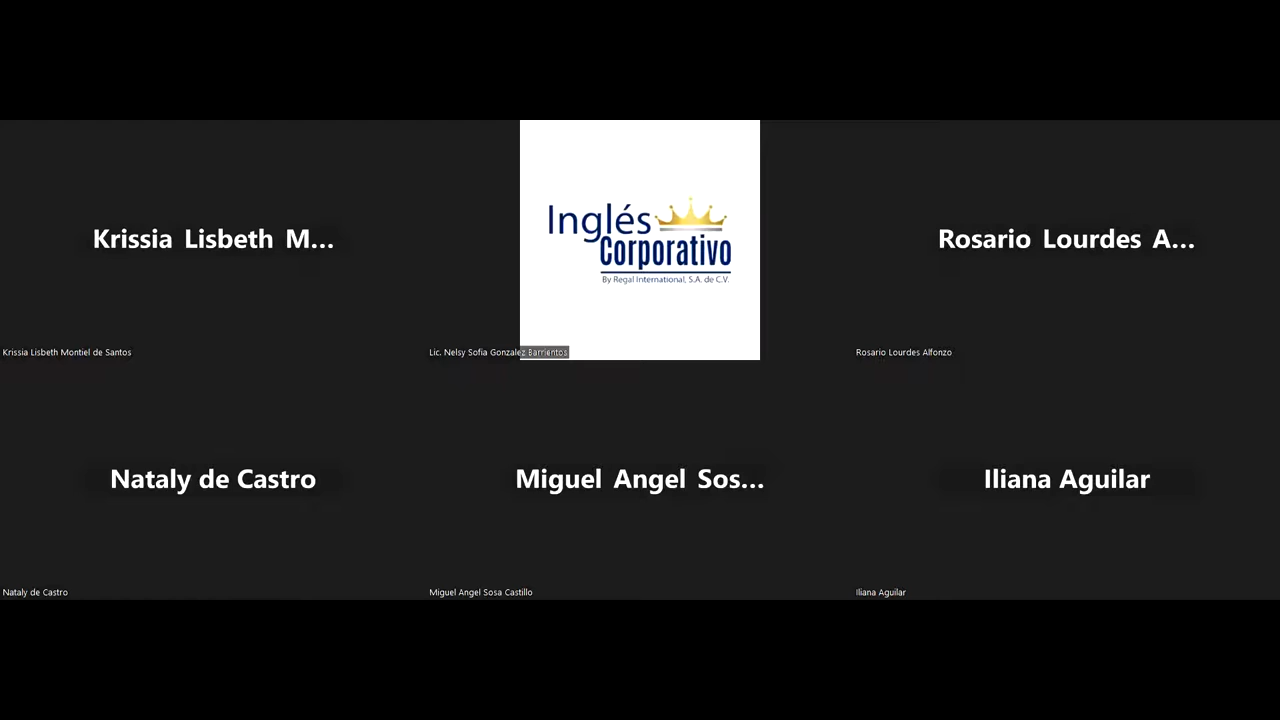 Krissia Lisbeth M...
Krissia Lisbeth Montiel de Santos
Inglés
Corporativo
By Regal International, S.A. de C.V.
Lic. Nelsy Sofia Gonzalez Barrientos
Rosario Lourdes A...
Rosario Lourdes Alfonzo
Nataly de Castro
Nataly de Castro
Miguel Angel Sos...
Miguel Angel Sosa Castillo
Iliana Aguilar
Iliana Aguilar